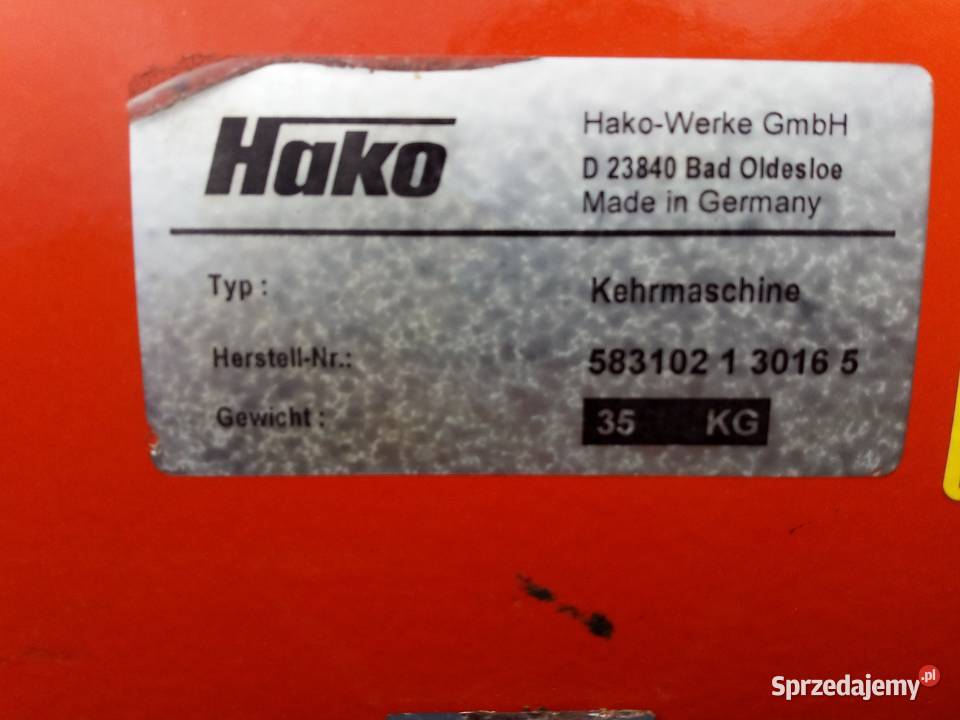 Hako
Hako-Werke GmbH
D 23840 Bad Oldesloe
Made in Germany
Typ : Kehrmaschine
Herstell-Nr.: 583102 1 3016 5
Gewicht : 35 KG
Sprzedajemy.pl